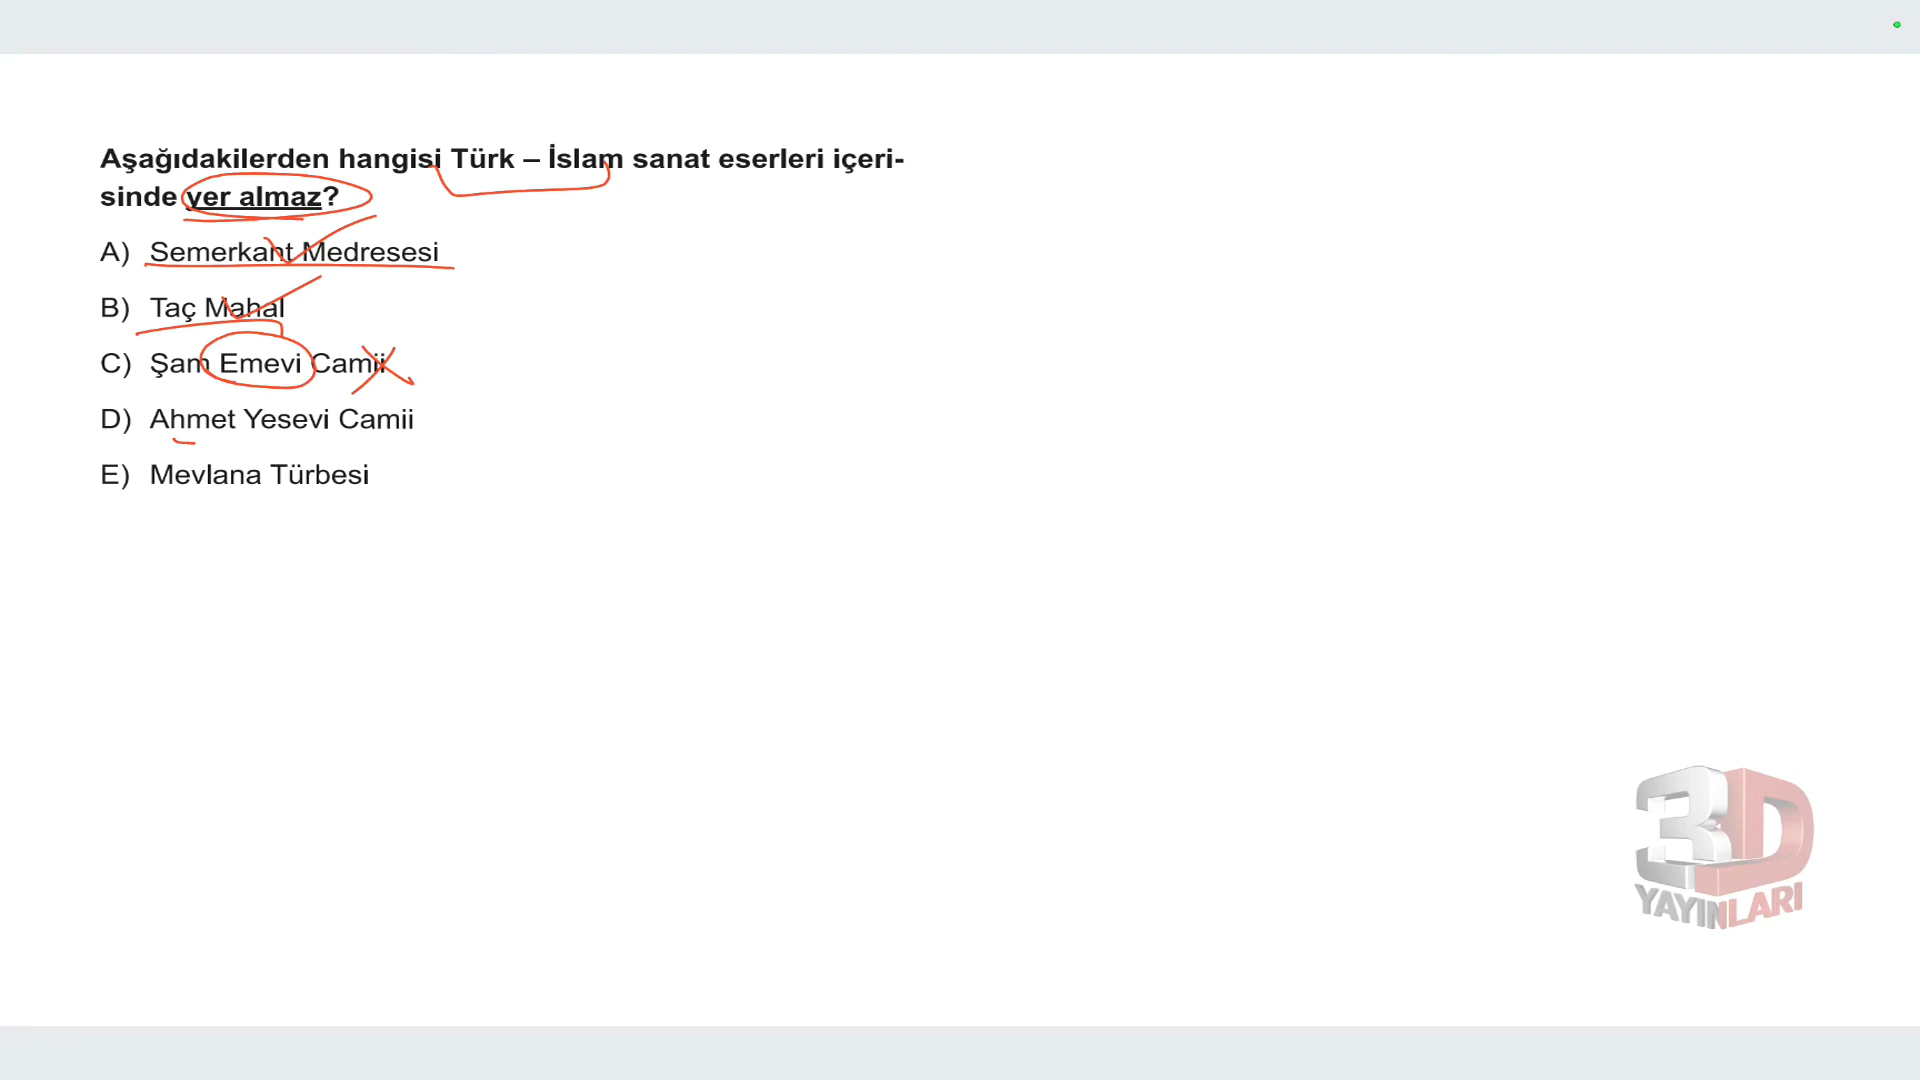 Aşağıdakilerden hangisi Türk – İslam sanat eserleri içeri-
sinde yer almaz?
A) Semerkant Medresesi
B) Taç Mahal
C) Şam Emevi Camii
D) Ahmet Yesevi Camii
E) Mevlana Türbesi
3D
YAYINLARI